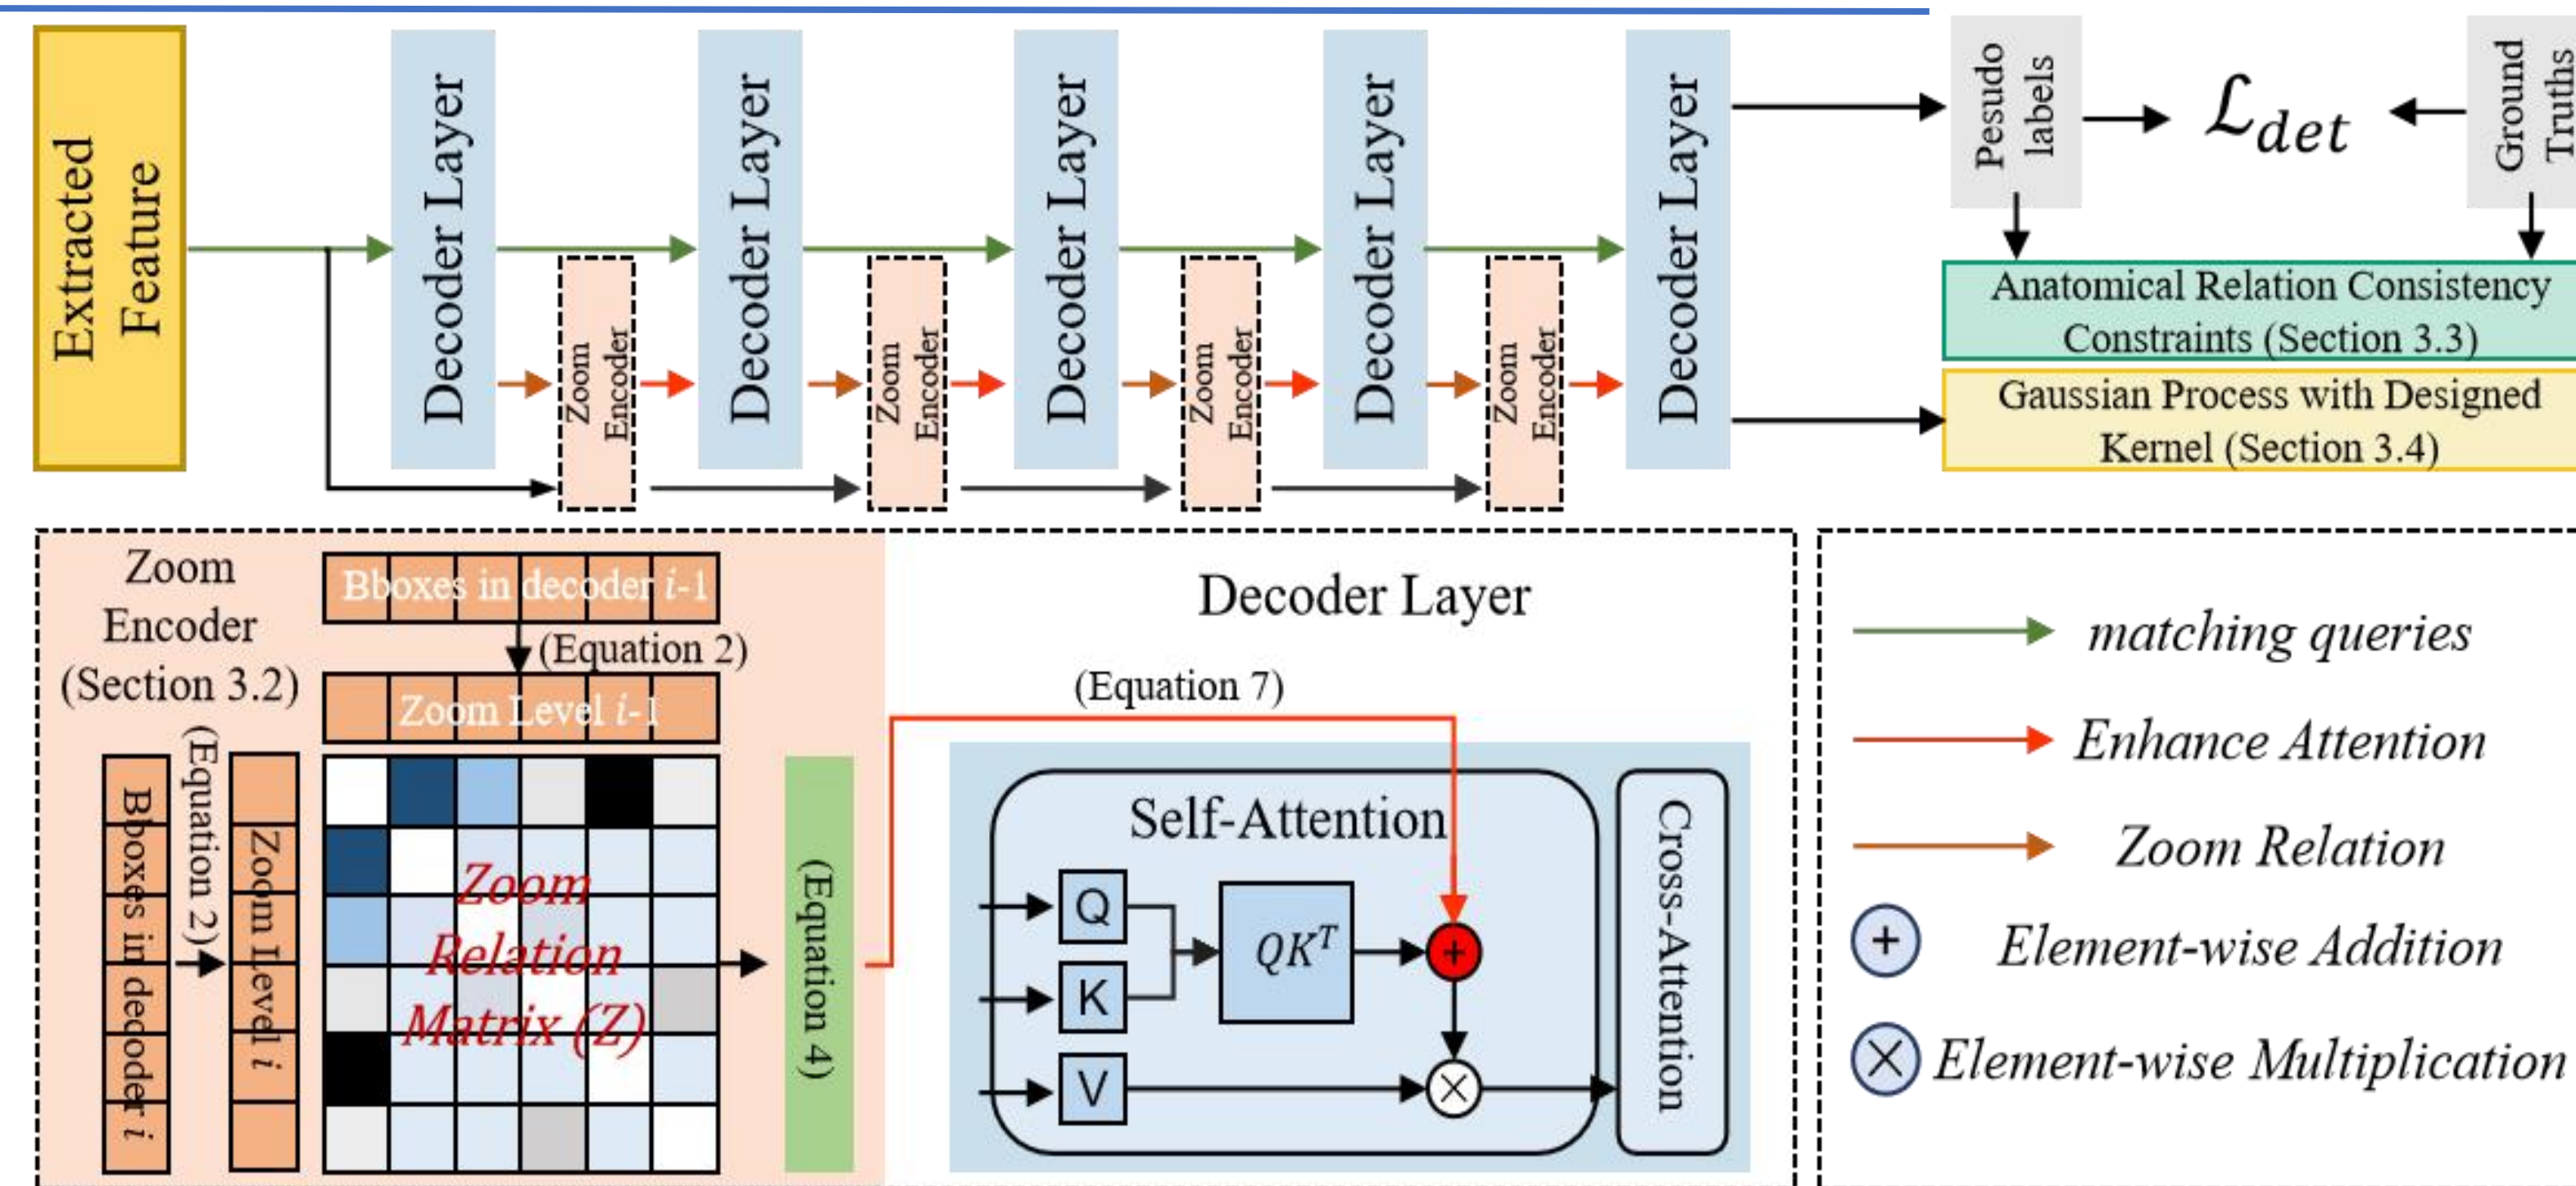 Extracted
Feature
Decoder Layer
Zoom
Encoder
Decoder Layer
Zoom
Encoder
Decoder Layer
Zoom
Encoder
Decoder Layer
Zoom
Encoder
Decoder Layer
Pesudo
labels
ℒdet
Ground
Truths
Anatomical Relation Consistency
Constraints (Section 3.3)
Gaussian Process with Designed
Kernel (Section 3.4)
Zoom
Encoder
(Section 3.2)
Bboxes in decoder i-1
(Equation 2)
Zoom Level i-1
Bboxes in decoder i
(Equation 2)
Zoom Level i
Zoom
Relation
Matrix (Z)
(Equation 4)
Decoder Layer
(Equation 7)
Self-Attention
Q
K
V
QKᵀ
+
×
Cross-Attention
matching queries
Enhance Attention
Zoom Relation
+ Element-wise Addition
× Element-wise Multiplication